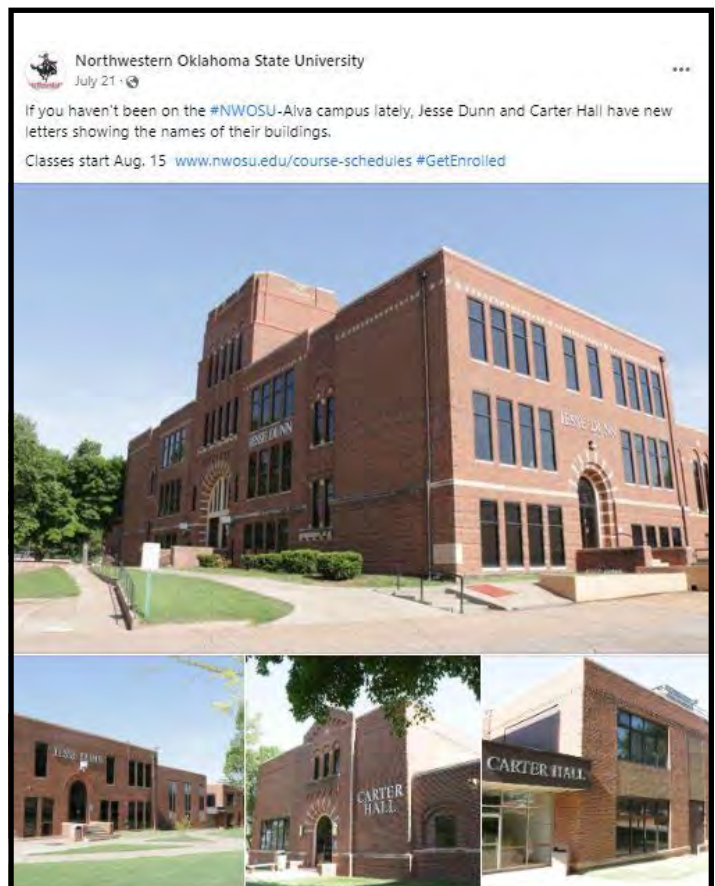 Northwestern Oklahoma State University
July 21 ·
If you haven't been on the #NWOSU-Alva campus lately, Jesse Dunn and Carter Hall have new
letters showing the names of their buildings.
Classes start Aug. 15 www.nwosu.edu/course-schedules #GetEnrolled
JESSE DUNN
JESSE DUNN
JESSE DUNN
CARTER
HALL
CARTER HALL